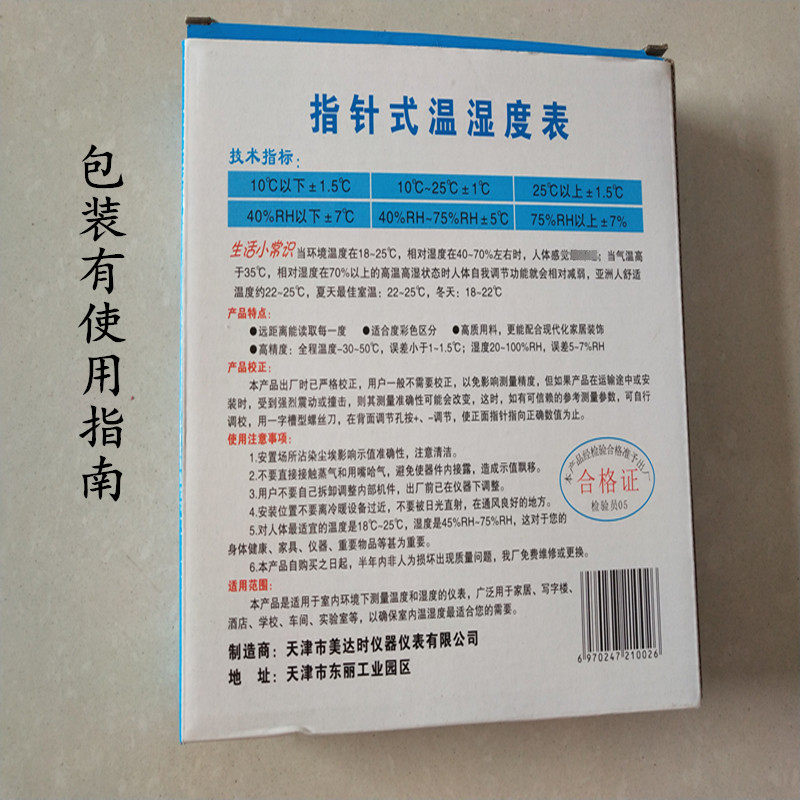 包装有使用指南
指针式温湿度表
技术指标:
10℃以下±1.5℃ 10℃~25℃±1℃ 25℃以上±1.5℃
40%RH以下±7℃ 40%RH~75%RH±5℃ 75%RH以上±7%
生活小常识 当环境温度在18~25℃，相对湿度在40~70%左右时，人体感觉；当气温高
于35℃，相对湿度在70%以上的高温高湿状态时人体自我调节功能就会相对减弱，亚洲人舒适
温度约22~25℃，夏天最佳室温：22~25℃，冬天：18~22℃
产品特点：
●远距离能读取每一度 ●适合度彩色区分 ●高质用料，更能配合现代化家居装饰
●高精度：全程温度-30~50℃，误差小于1~1.5℃；湿度20~100%RH，误差5~7%RH
产品校正：
本产品出厂时已严格校正，用户一般不需要校正，以免影响测量精度，但如果产品在运输途中或安
装时，受到强烈震动或撞击，则其测量准确性可能会改变，这时，如有可信赖的参考测量参数，可自行
调校，用一字槽型螺丝刀，在背面调节孔按+、-调节，使正面指针指向正确数值为止。
使用注意事项：
1.安置场所沾染尘埃影响示值准确性，注意清洁。
2.不要直接接触蒸气和用嘴哈气，避免使器件内接露，造成示值飘移。
3.用户不要自己拆卸调整内部机件，出厂前已在仪器下调整。
4.安装位置不要离冷暖设备过近，不要被日光直射，在通风良好的地方。
5.对人体最适宜的温度是18℃~25℃，湿度是45%RH~75%RH，这对于您的
身体健康、家具、仪器、重要物品等甚为重要。
6.本产品自购买之日起，半年内非人为损坏出现质量问题，我厂免费维修或更换。
本产品经检验合格准予出厂
合格证
检验员05
适用范围：
本产品是适用于室内环境下测量温度和湿度的仪表，广泛用于家居、写字楼、
酒店、学校、车间、实验室等，以确保室内温湿度最适合您的需要。
制造商：天津市美达时仪器仪表有限公司
地 址：天津市东丽工业园区
6970247210026